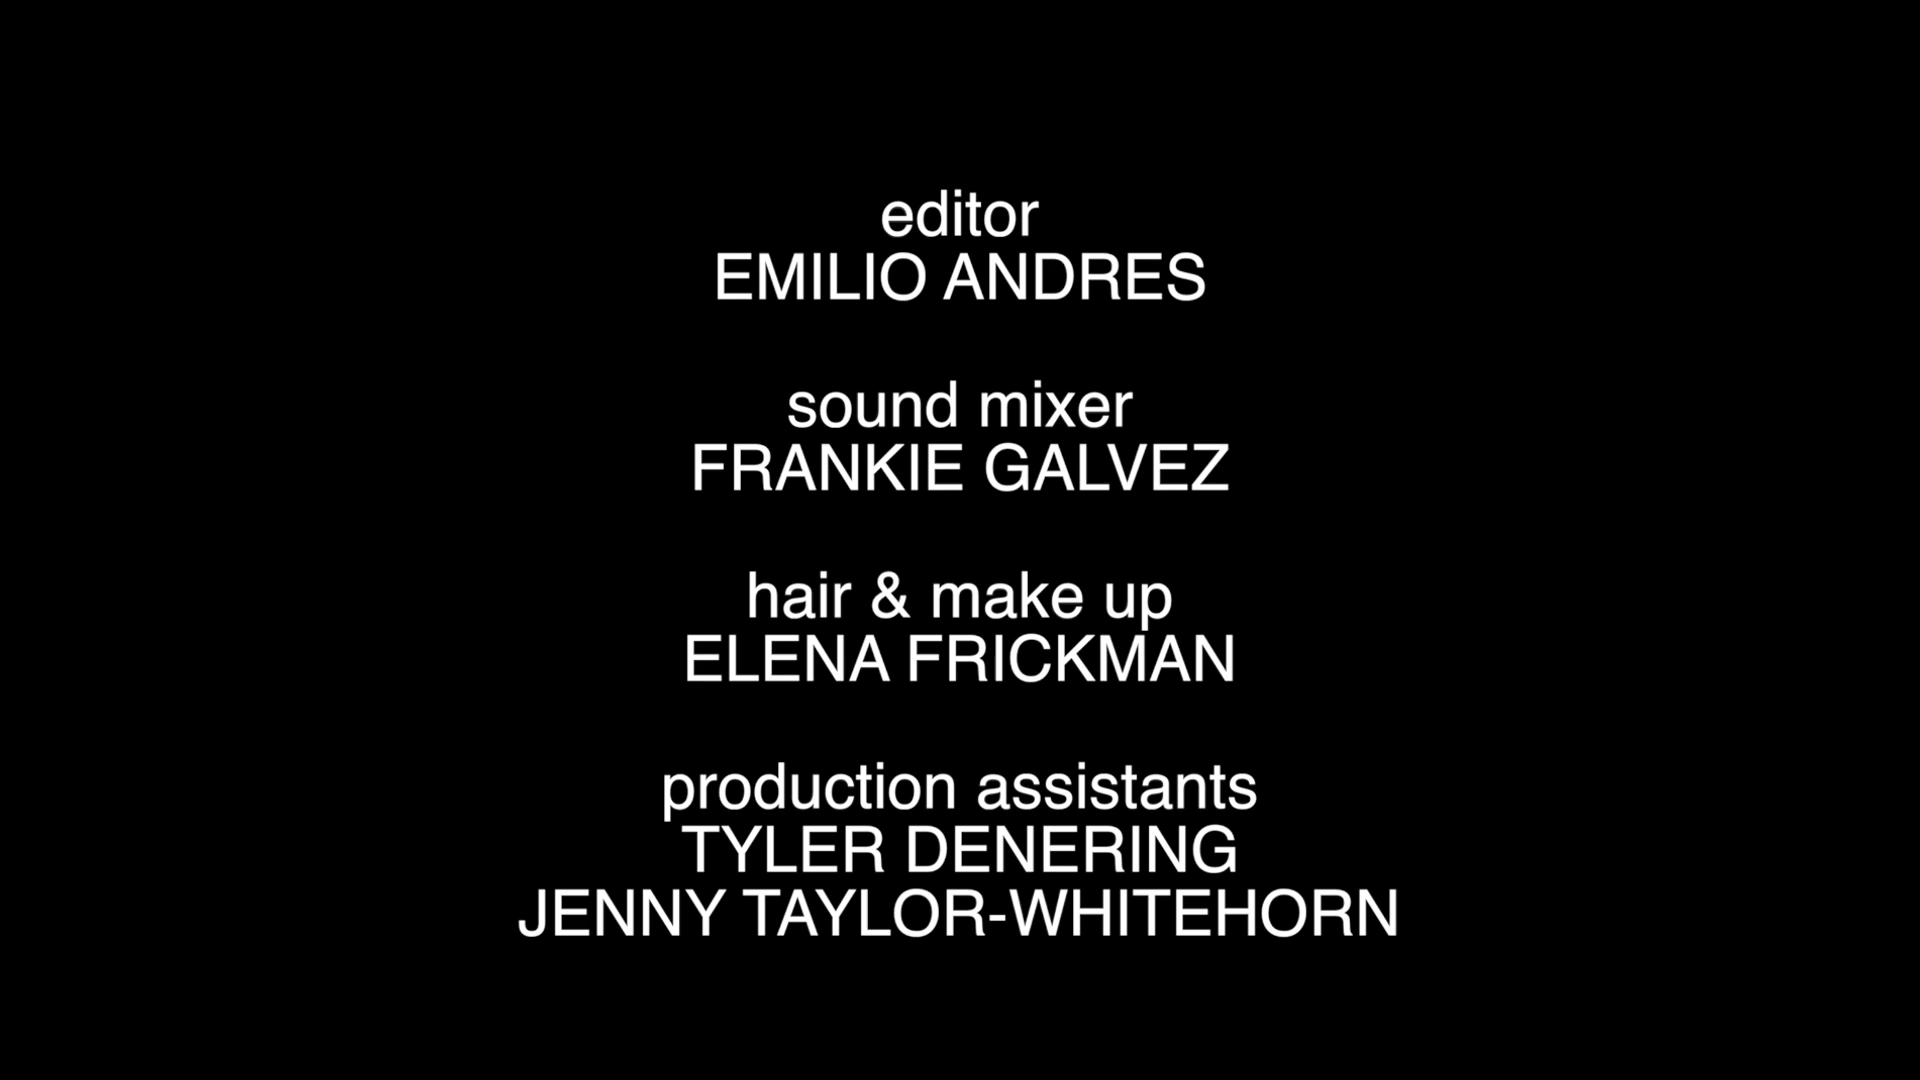 editor
EMILIO ANDRES
sound mixer
FRANKIE GALVEZ
hair & make up
ELENA FRICKMAN
production assistants
TYLER DENERING
JENNY TAYLOR-WHITEHORN